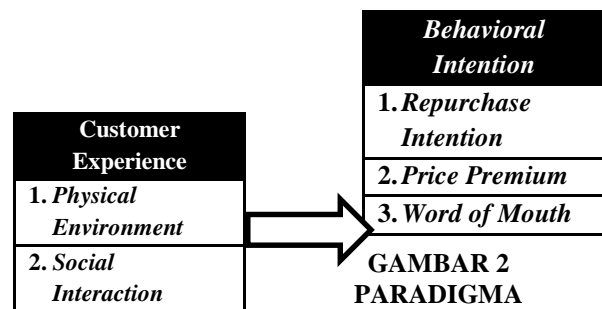 Customer
Experience
1. Physical
Environment
2. Social
Interaction
Behavioral
Intention
1. Repurchase
Intention
2. Price Premium
3. Word of Mouth
GAMBAR 2
PARADIGMA